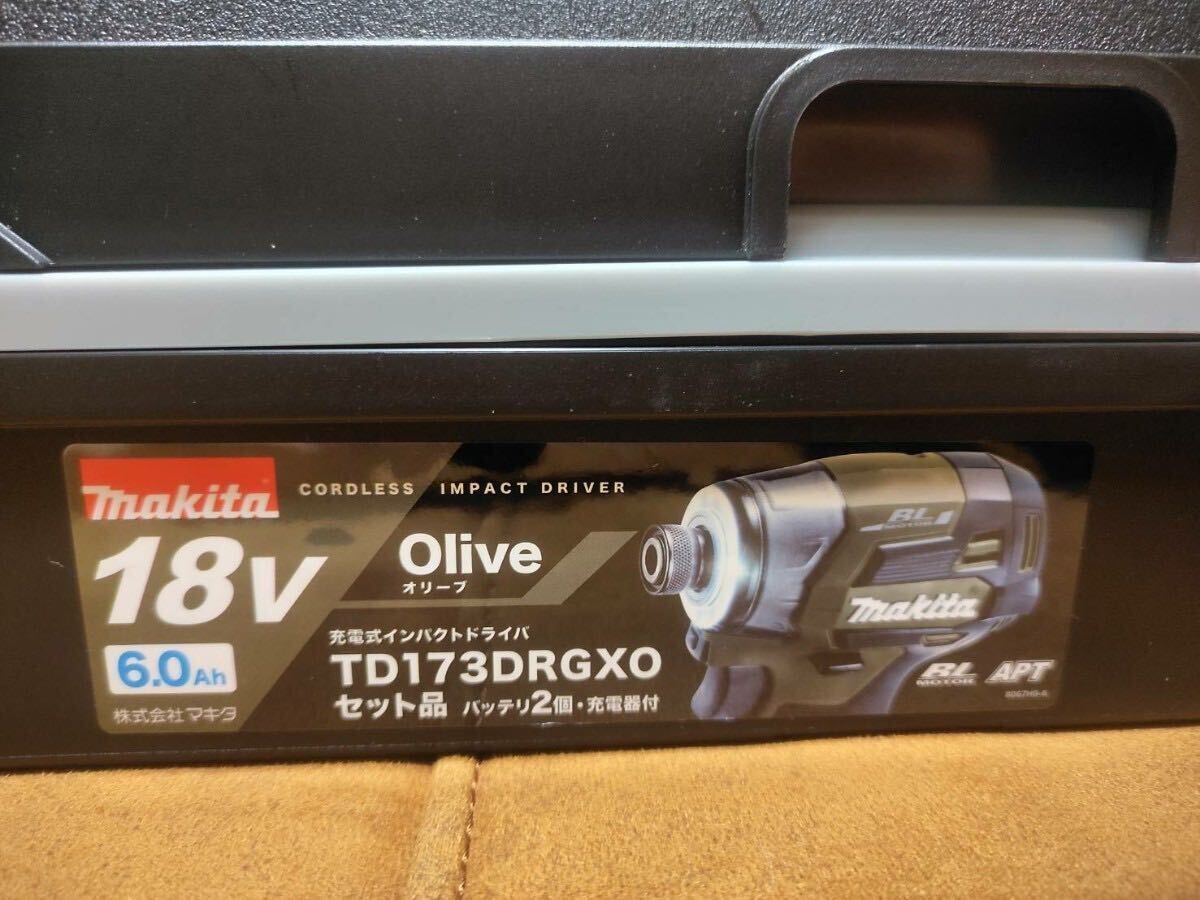 makita
CORDLESS IMPACT DRIVER
18V
Olive
オリーブ
6.0Ah
充電式インパクトドライバ
TD173DRGXO
セット品 バッテリ2個・充電器付
株式会社マキタ
BL
MOTOR
makita
BL
MOTOR
APT